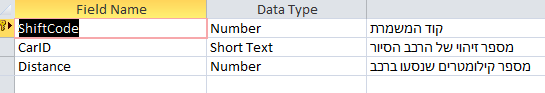 Field Name Data Type
ShiftCode Number קוד המשמרת
CarID Short Text מספר זיהוי של הרכב הסיור
Distance Number מספר קילומטרים שנסעו ברכב